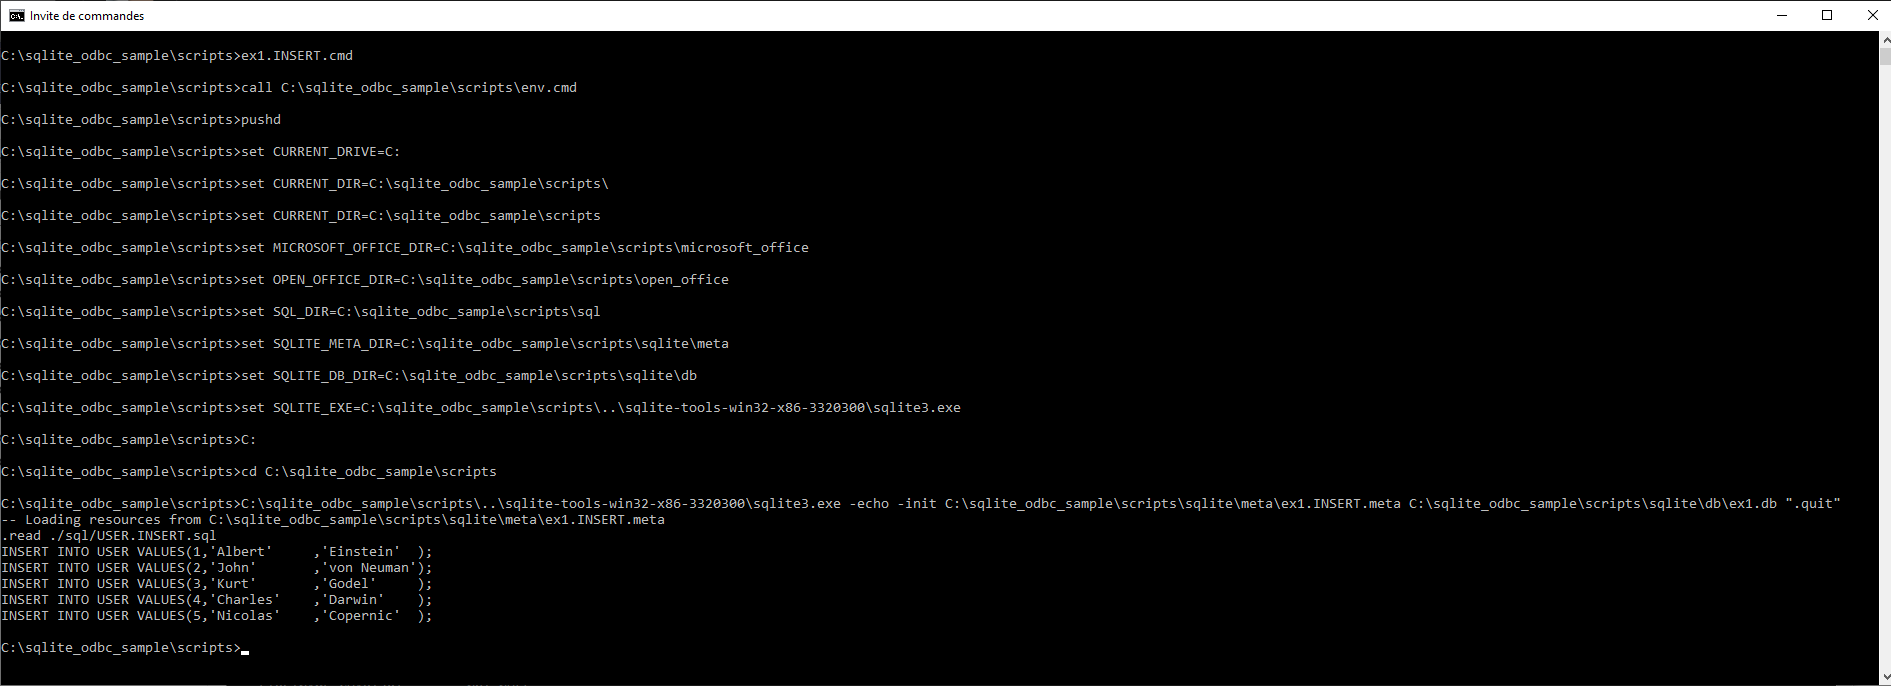 Invite de commandes
C:\sqlite_odbc_sample\scripts>ex1.INSERT.cmd
C:\sqlite_odbc_sample\scripts>call C:\sqlite_odbc_sample\scripts\env.cmd
C:\sqlite_odbc_sample\scripts>pushd
C:\sqlite_odbc_sample\scripts>set CURRENT_DRIVE=C:
C:\sqlite_odbc_sample\scripts>set CURRENT_DIR=C:\sqlite_odbc_sample\scripts\
C:\sqlite_odbc_sample\scripts>set CURRENT_DIR=C:\sqlite_odbc_sample\scripts
C:\sqlite_odbc_sample\scripts>set MICROSOFT_OFFICE_DIR=C:\sqlite_odbc_sample\scripts\microsoft_office
C:\sqlite_odbc_sample\scripts>set OPEN_OFFICE_DIR=C:\sqlite_odbc_sample\scripts\open_office
C:\sqlite_odbc_sample\scripts>set SQL_DIR=C:\sqlite_odbc_sample\scripts\sql
C:\sqlite_odbc_sample\scripts>set SQLITE_META_DIR=C:\sqlite_odbc_sample\scripts\sqlite\meta
C:\sqlite_odbc_sample\scripts>set SQLITE_DB_DIR=C:\sqlite_odbc_sample\scripts\sqlite\db
C:\sqlite_odbc_sample\scripts>set SQLITE_EXE=C:\sqlite_odbc_sample\scripts\..\sqlite-tools-win32-x86-3320300\sqlite3.exe
C:\sqlite_odbc_sample\scripts>C:
C:\sqlite_odbc_sample\scripts>cd C:\sqlite_odbc_sample\scripts
C:\sqlite_odbc_sample\scripts>C:\sqlite_odbc_sample\scripts\..\sqlite-tools-win32-x86-3320300\sqlite3.exe -echo -init C:\sqlite_odbc_sample\scripts\sqlite\meta\ex1.INSERT.meta C:\sqlite_odbc_sample\scripts\sqlite\db\ex1.db ".quit"
-- Loading resources from C:\sqlite_odbc_sample\scripts\sqlite\meta\ex1.INSERT.meta
.read ./sql/USER.INSERT.sql
INSERT INTO USER VALUES(1,'Albert'     ,'Einstein'  );
INSERT INTO USER VALUES(2,'John'       ,'von Neuman');
INSERT INTO USER VALUES(3,'Kurt'       ,'Godel'     );
INSERT INTO USER VALUES(4,'Charles'    ,'Darwin'    );
INSERT INTO USER VALUES(5,'Nicolas'    ,'Copernic'  );
C:\sqlite_odbc_sample\scripts>